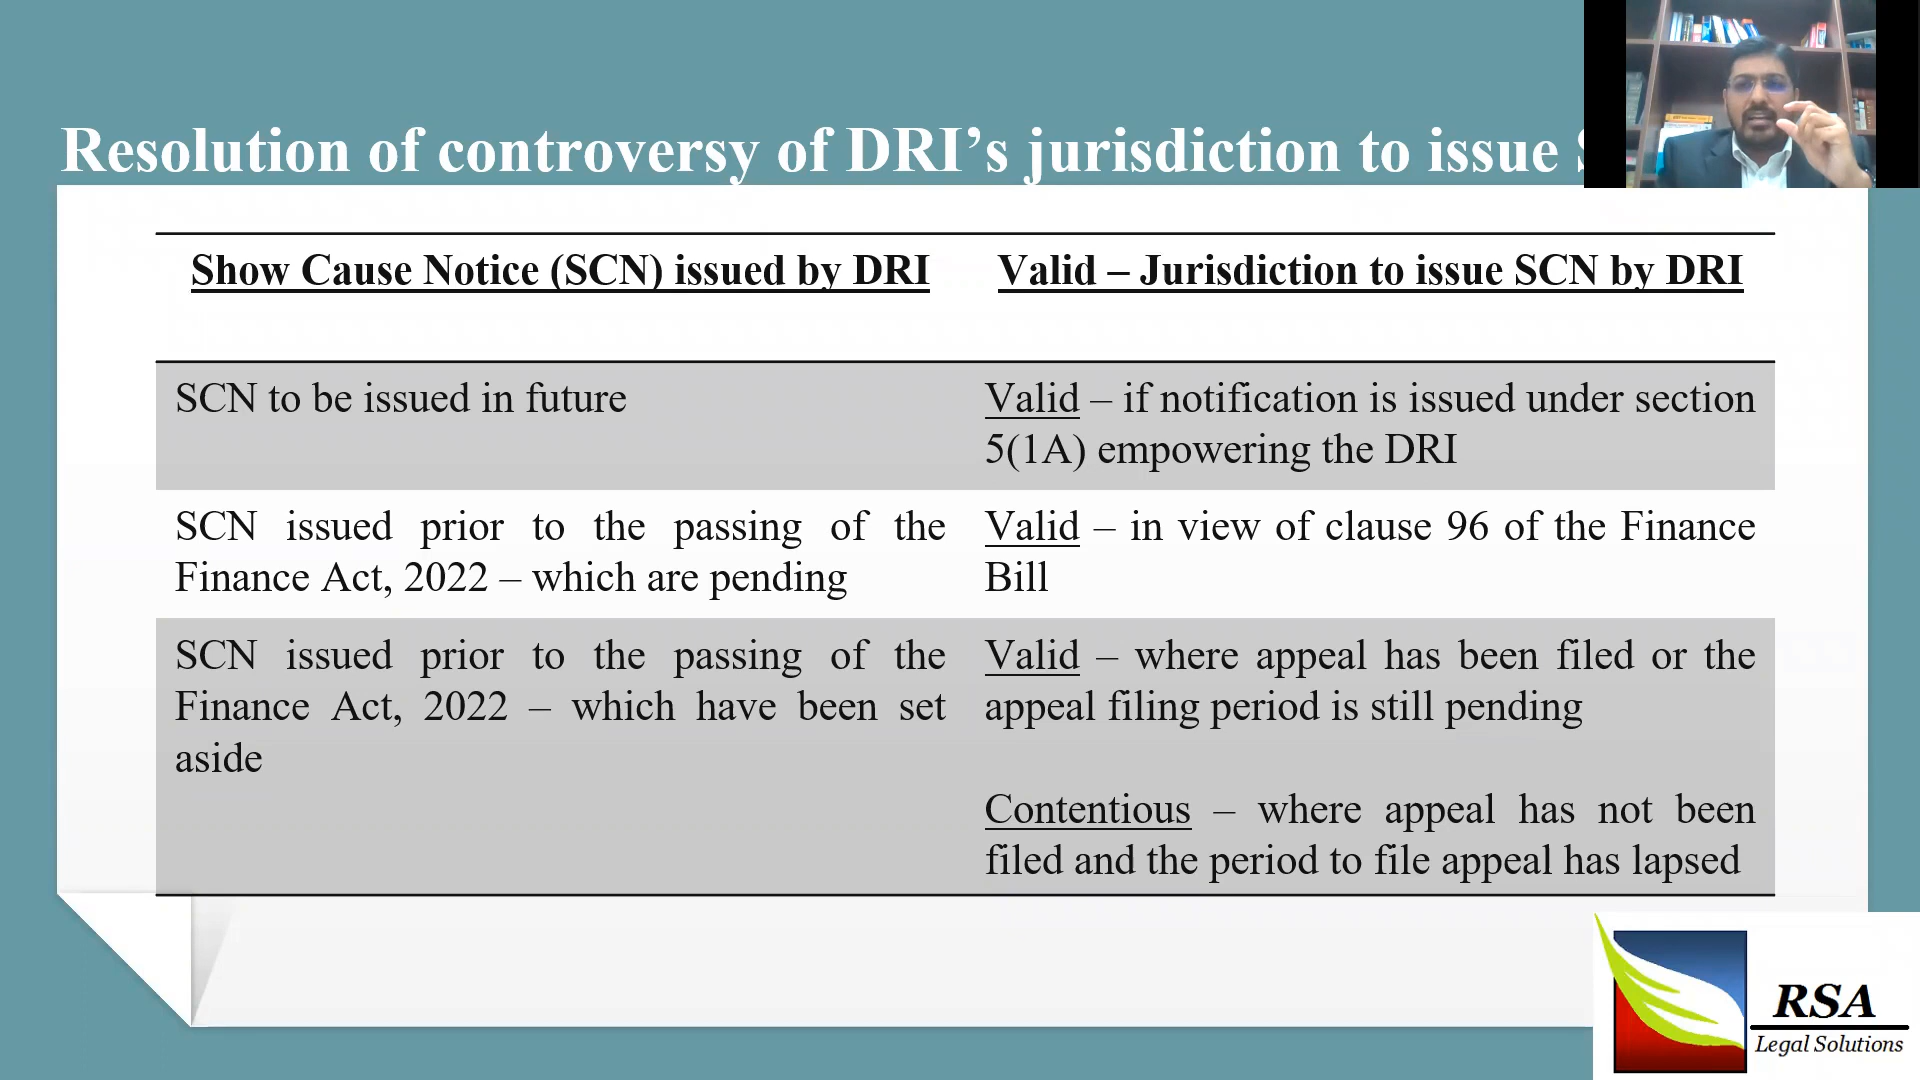 Resolution of controversy of DRI’s jurisdiction to issue
Show Cause Notice (SCN) issued by DRI
Valid – Jurisdiction to issue SCN by DRI
SCN to be issued in future
Valid – if notification is issued under section
5(1A) empowering the DRI
SCN issued prior to the passing of the
Finance Act, 2022 – which are pending
Valid – in view of clause 96 of the Finance
Bill
SCN issued prior to the passing of the
Finance Act, 2022 – which have been set
aside
Valid – where appeal has been filed or the
appeal filing period is still pending
Contentious – where appeal has not been
filed and the period to file appeal has lapsed
RSA
Legal Solutions